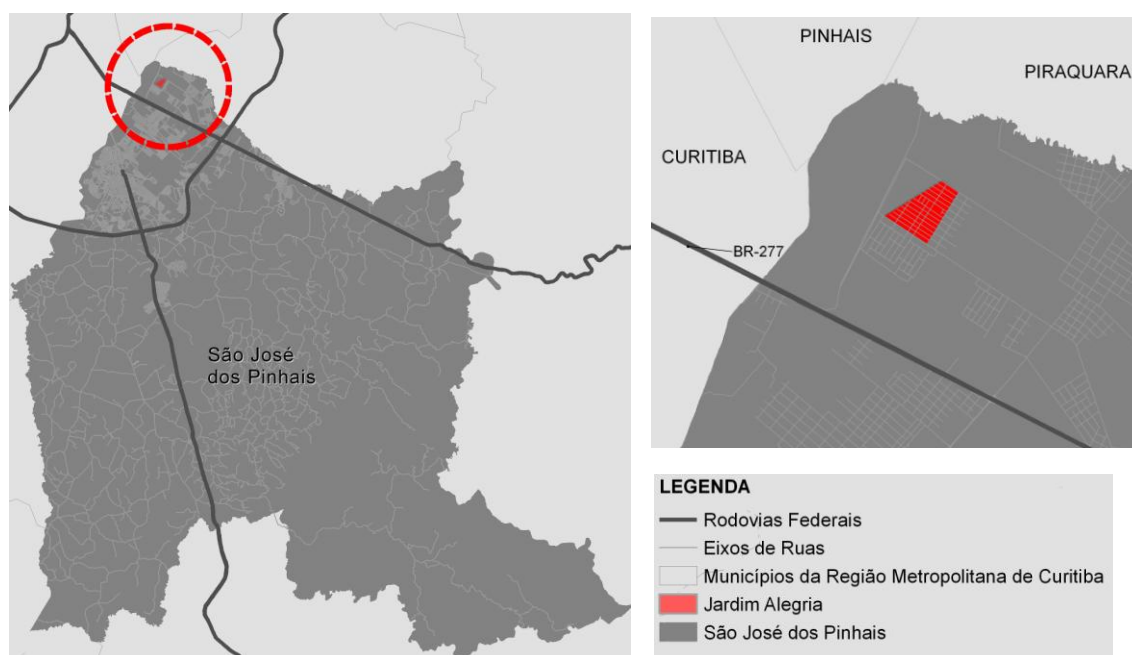 São José
dos Pinhais
PINHAIS
PIRAQUARA
CURITIBA
BR-277
LEGENDA
Rodovias Federais
Eixos de Ruas
Municípios da Região Metropolitana de Curitiba
Jardim Alegria
São José dos Pinhais